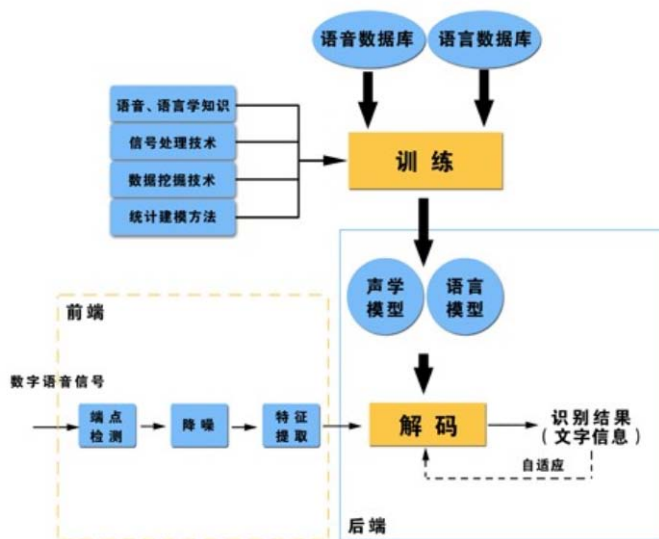 语音数据库
语言数据库
语音、语言学知识
信号处理技术
数据挖掘技术
统计建模方法
训练
声学
模型
语言
模型
前端
数字语音信号
端点
检测
降噪
特征
提取
解码
识别结果
(文字信息)
自适应
后端